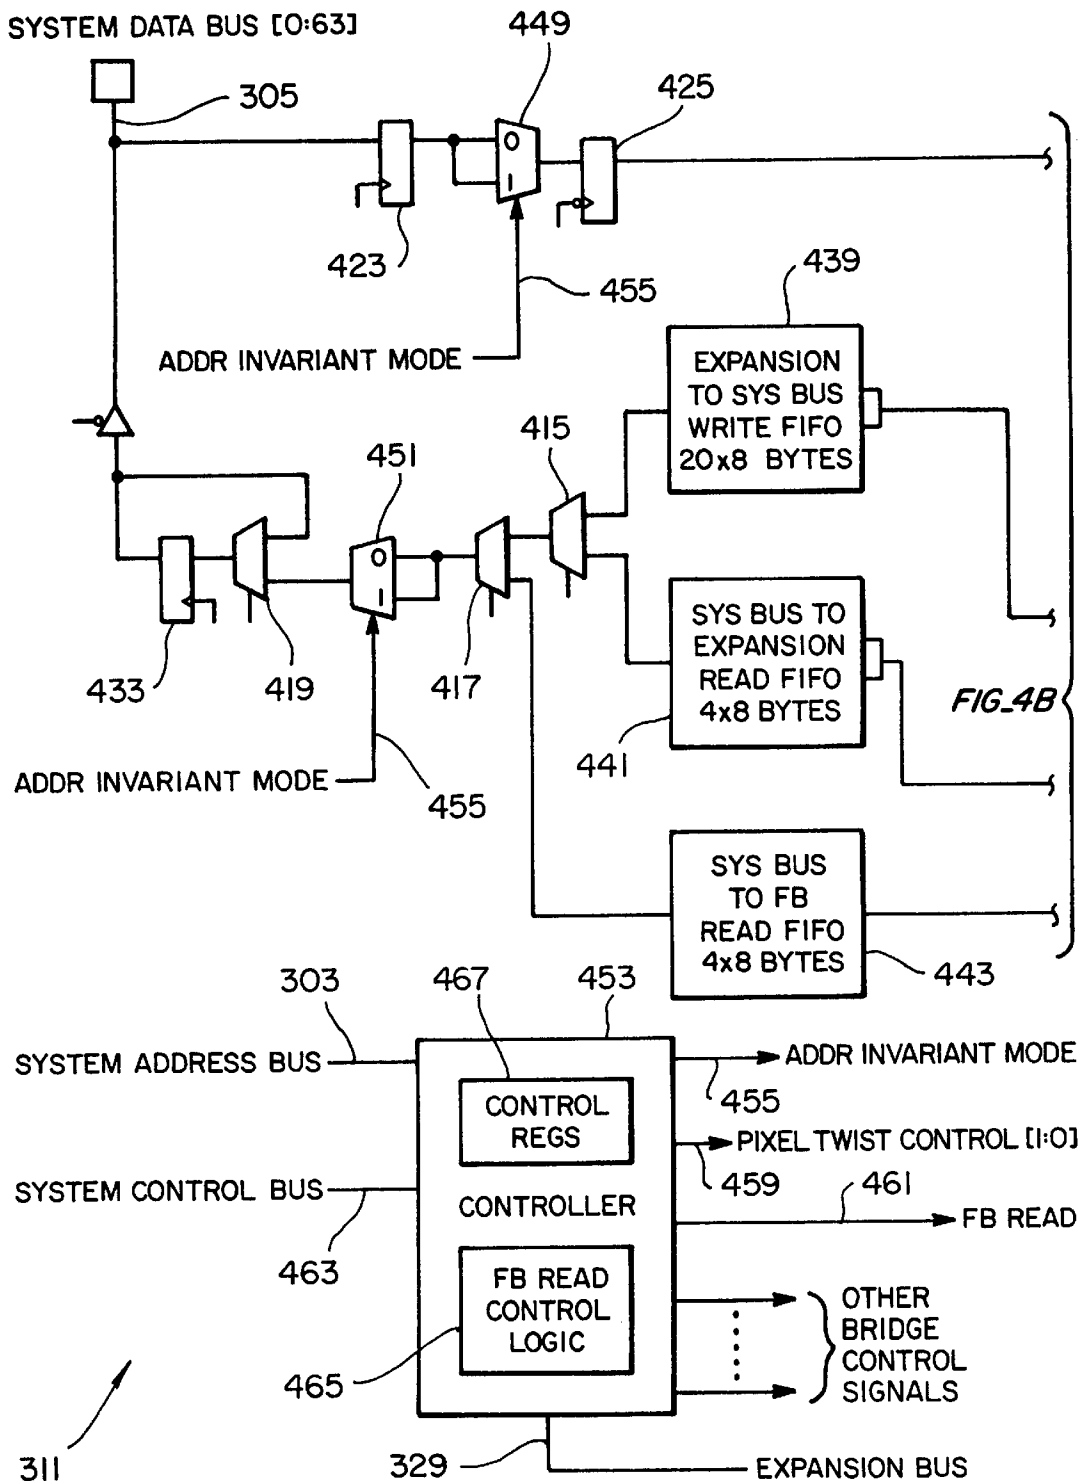 SYSTEM DATA BUS [0:63]
449
305
425
0
1
423
455
439
ADDR INVARIANT MODE
EXPANSION
TO SYS BUS
WRITE FIFO
20x8 BYTES
415
451
0
1
433
419
417
SYS BUS TO
EXPANSION
READ FIFO
4x8 BYTES
441
FIG_4B
ADDR INVARIANT MODE
455
SYS BUS
TO FB
READ FIFO
4x8 BYTES
443
303
467
453
SYSTEM ADDRESS BUS
ADDR INVARIANT MODE
455
CONTROL
REGS
PIXEL TWIST CONTROL [1:0]
459
SYSTEM CONTROL BUS
463
CONTROLLER
461
FB READ
FB READ
CONTROL
LOGIC
465
OTHER
BRIDGE
CONTROL
SIGNALS
311
329
EXPANSION BUS